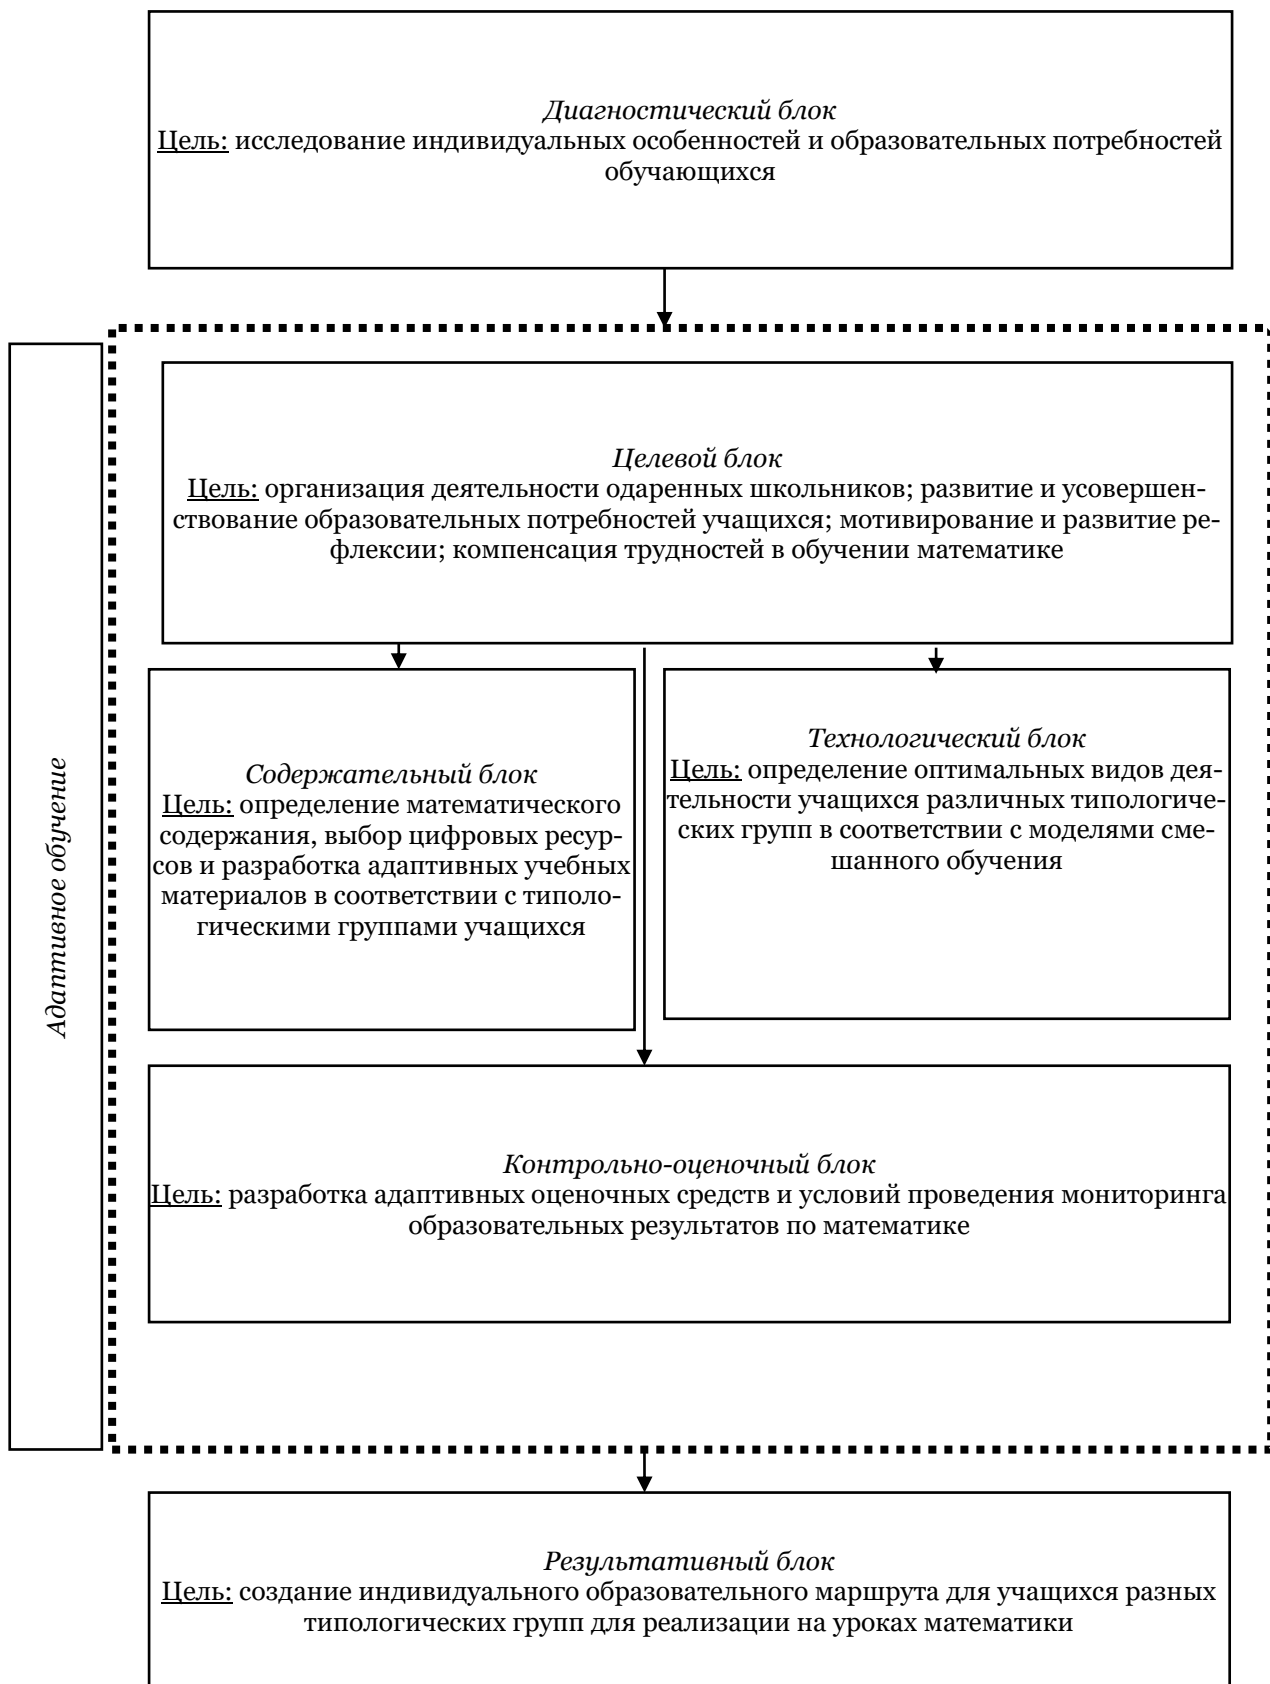 Диагностический блок
Цель: исследование индивидуальных особенностей и образовательных потребностей
обучающихся
Адаптивное обучение
Целевой блок
Цель: организация деятельности одаренных школьников; развитие и усовершен-
ствование образовательных потребностей учащихся; мотивирование и развитие ре-
флексии; компенсация трудностей в обучении математике
Содержательный блок
Цель: определение математического
содержания, выбор цифровых ресур-
сов и разработка адаптивных учебных
материалов в соответствии с типоло-
гическими группами учащихся
Технологический блок
Цель: определение оптимальных видов дея-
тельности учащихся различных типологиче-
ских групп в соответствии с моделями сме-
шанного обучения
Контрольно-оценочный блок
Цель: разработка адаптивных оценочных средств и условий проведения мониторинга
образовательных результатов по математике
Результативный блок
Цель: создание индивидуального образовательного маршрута для учащихся разных
типологических групп для реализации на уроках математики